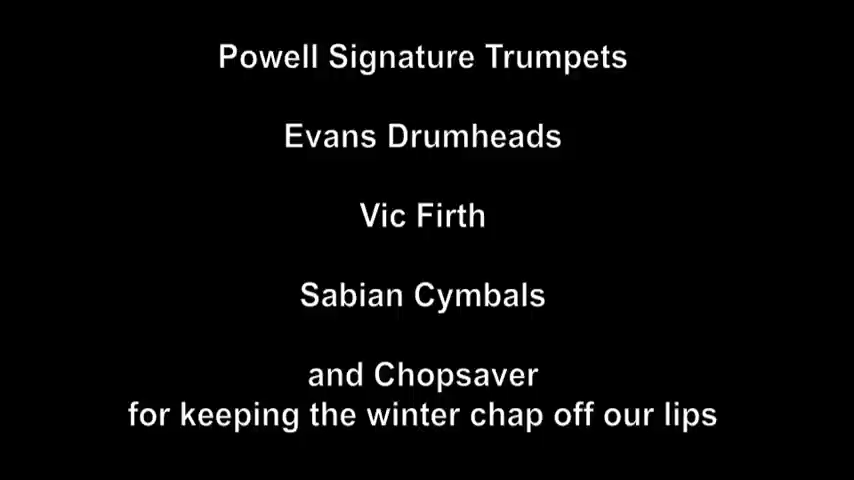 Powell Signature Trumpets
Evans Drumheads
Vic Firth
Sabian Cymbals
and Chopsaver
for keeping the winter chap off our lips